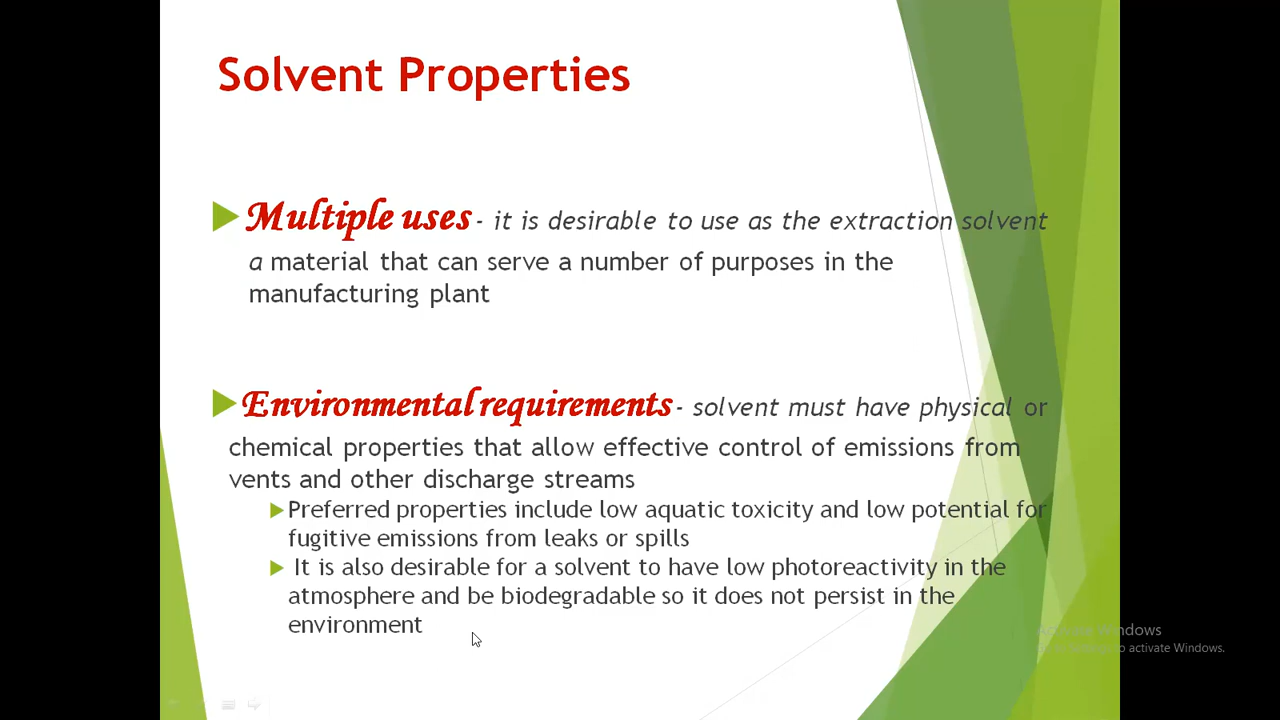 Solvent Properties
Multiple uses - it is desirable to use as the extraction solvent
a material that can serve a number of purposes in the
manufacturing plant
Environmental requirements- solvent must have physical or
chemical properties that allow effective control of emissions from
vents and other discharge streams
Preferred properties include low aquatic toxicity and low potential for
fugitive emissions from leaks or spills
It is also desirable for a solvent to have low photoreactivity in the
atmosphere and be biodegradable so it does not persist in the
environment
Activate Windows
to activate Windows.